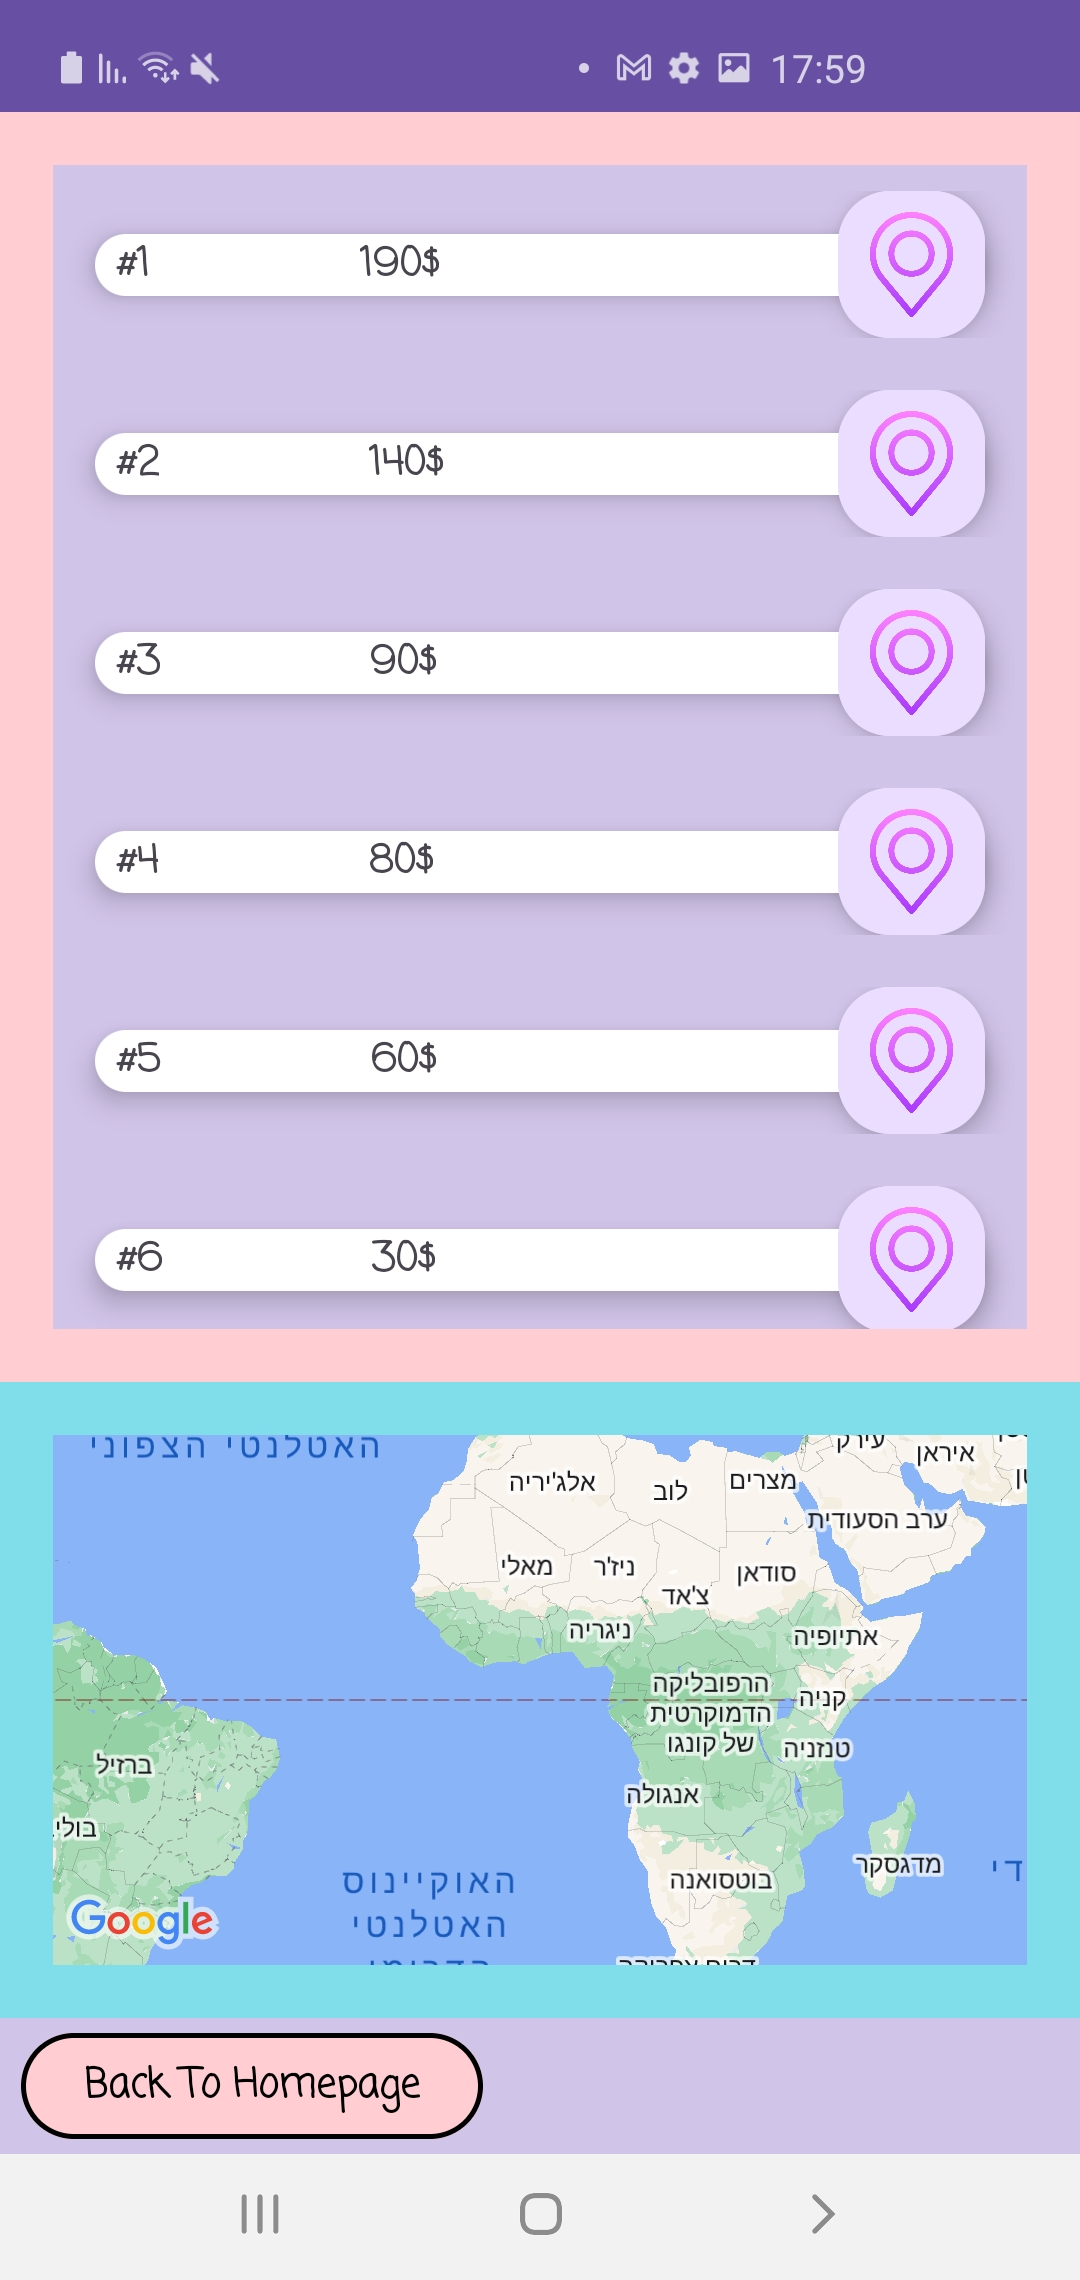 17:59
#1 190$
#2 140$
#3 90$
#4 80$
#5 60$
#6 30$
האטלנטי הצפוני
עירק
איראן
אלג'יריה
לוב
מצרים
ערב הסעודית
מאלי
ניז'ר
סודאן
צ'אד
ניגריה
אתיופיה
הרפובליקה
הדמוקרטית
של קונגו
קניה
טנזניה
ברזיל
אנגולה
בולי
מדגסקר
בוטסואנה
האוקיינוס
האטלנטי
Google
Back To Homepage